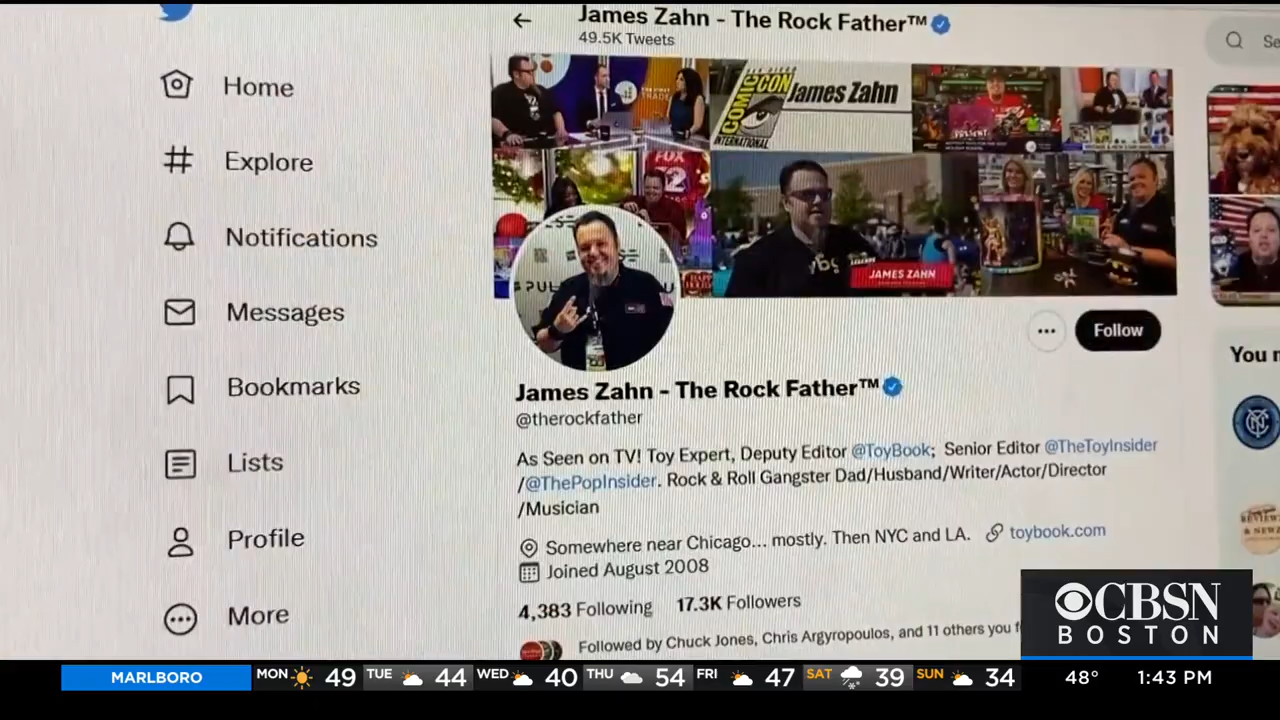 James Zahn - The Rock Father™
49.5K Tweets
Home
Explore
Notifications
Messages
Bookmarks
Lists
Profile
More
COMIC CON
INTERNATIONAL
James Zahn
FOX
JAMES ZAHN
Follow
James Zahn - The Rock Father™
@therockfather
As Seen on TV! Toy Expert, Deputy Editor @ToyBook; Senior Editor @TheToyInsider
/@ThePopInsider. Rock & Roll Gangster Dad/Husband/Writer/Actor/Director
/Musician
Somewhere near Chicago... mostly. Then NYC and LA. toybook.com
Joined August 2008
4,383 Following 17.3K Followers
Followed by Chuck Jones, Chris Argyropoulos, and 11 others you f
Se
You m
CBSN
BOSTON
MARLBORO MON 49 TUE 44 WED 40 THU 54 FRI 47 SAT 39 SUN 34 48° 1:43 PM